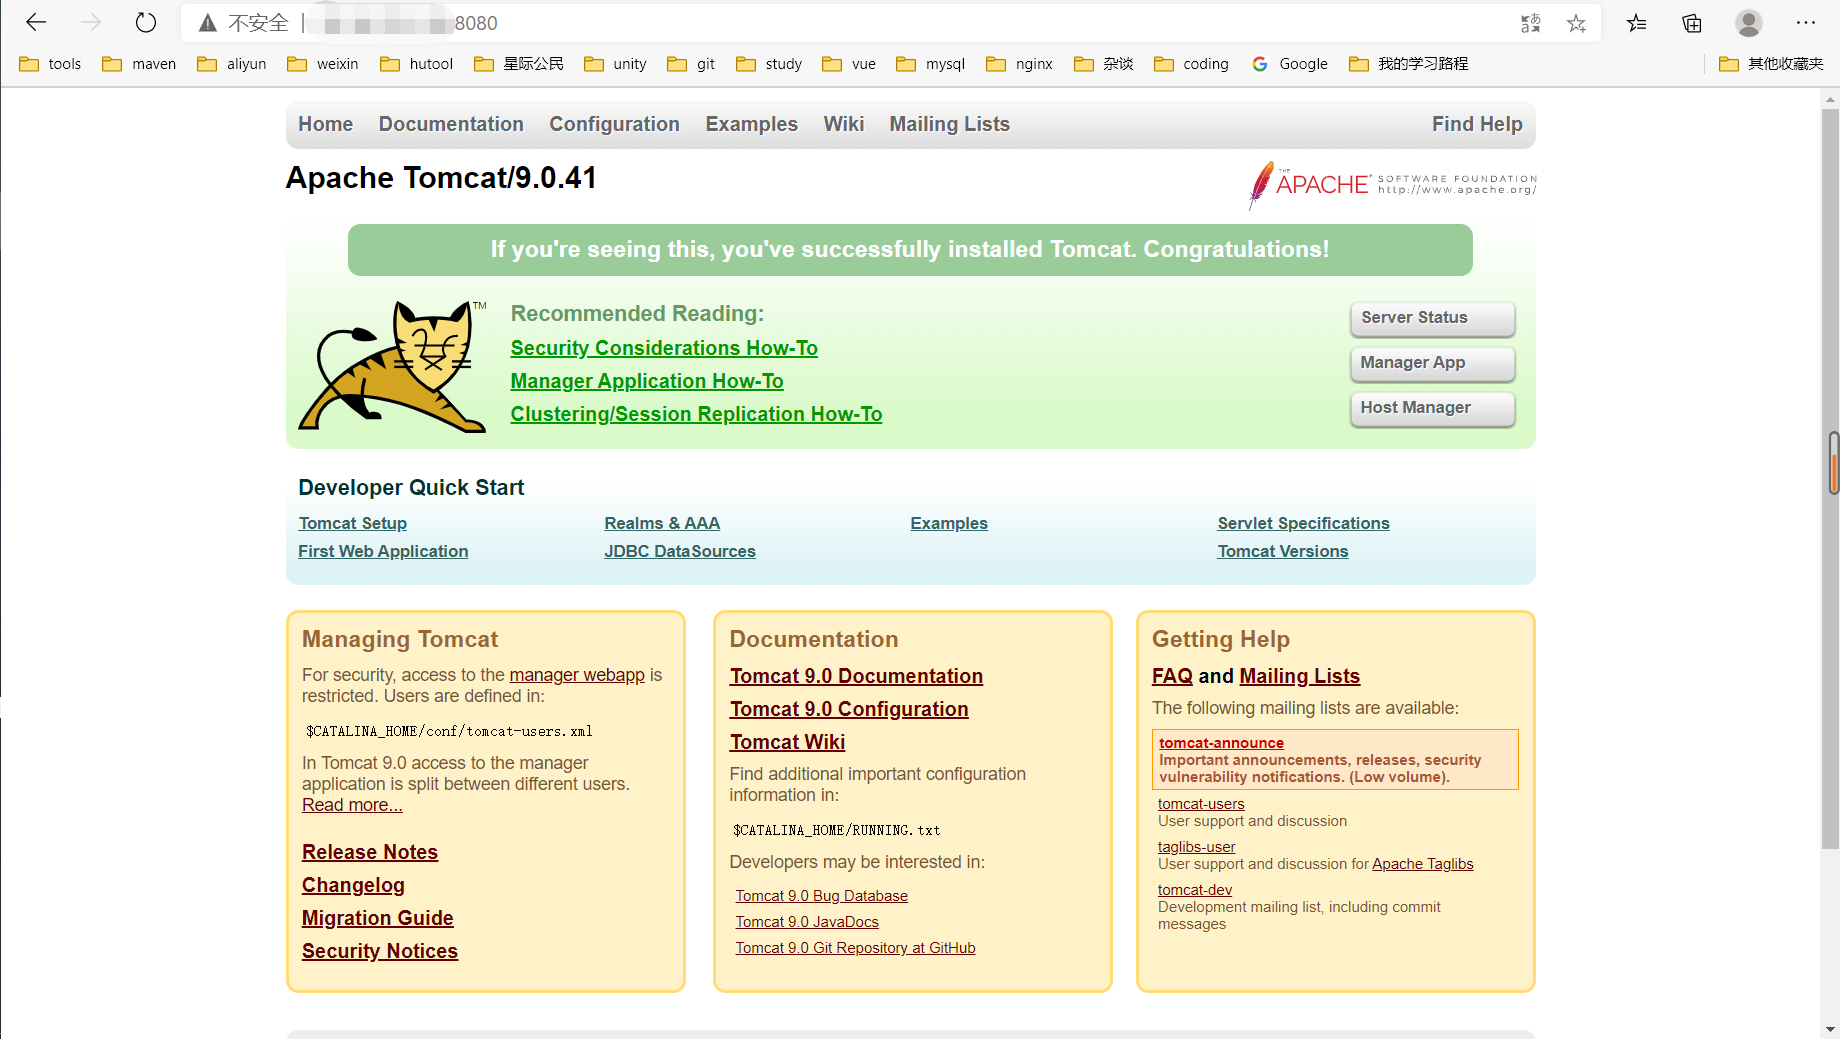 不安全 | 8080
tools maven aliyun weixin hutool 星际公民 unity git study vue mysql nginx 杂谈 coding Google 我的学习路程 其他收藏夹
Home Documentation Configuration Examples Wiki Mailing Lists Find Help
Apache Tomcat/9.0.41
THE APACHE SOFTWARE FOUNDATION
http://www.apache.org/
If you're seeing this, you've successfully installed Tomcat. Congratulations!
TM
Recommended Reading:
Security Considerations How-To
Manager Application How-To
Clustering/Session Replication How-To
Server Status
Manager App
Host Manager
Developer Quick Start
Tomcat Setup Realms & AAA Examples Servlet Specifications
First Web Application JDBC DataSources Tomcat Versions
Managing Tomcat
For security, access to the manager webapp is
restricted. Users are defined in:
$CATALINA_HOME/conf/tomcat-users.xml
In Tomcat 9.0 access to the manager
application is split between different users.
Read more...
Release Notes
Changelog
Migration Guide
Security Notices
Documentation
Tomcat 9.0 Documentation
Tomcat 9.0 Configuration
Tomcat Wiki
Find additional important configuration
information in:
$CATALINA_HOME/RUNNING.txt
Developers may be interested in:
Tomcat 9.0 Bug Database
Tomcat 9.0 JavaDocs
Tomcat 9.0 Git Repository at GitHub
Getting Help
FAQ and Mailing Lists
The following mailing lists are available:
tomcat-announce
Important announcements, releases, security
vulnerability notifications. (Low volume).
tomcat-users
User support and discussion
taglibs-user
User support and discussion for Apache Taglibs
tomcat-dev
Development mailing list, including commit
messages